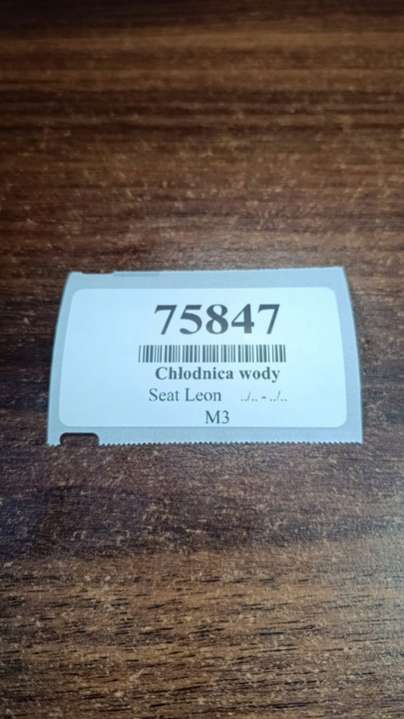 75847
Chłodnica wody
Seat Leon ../.. - ../..
M3